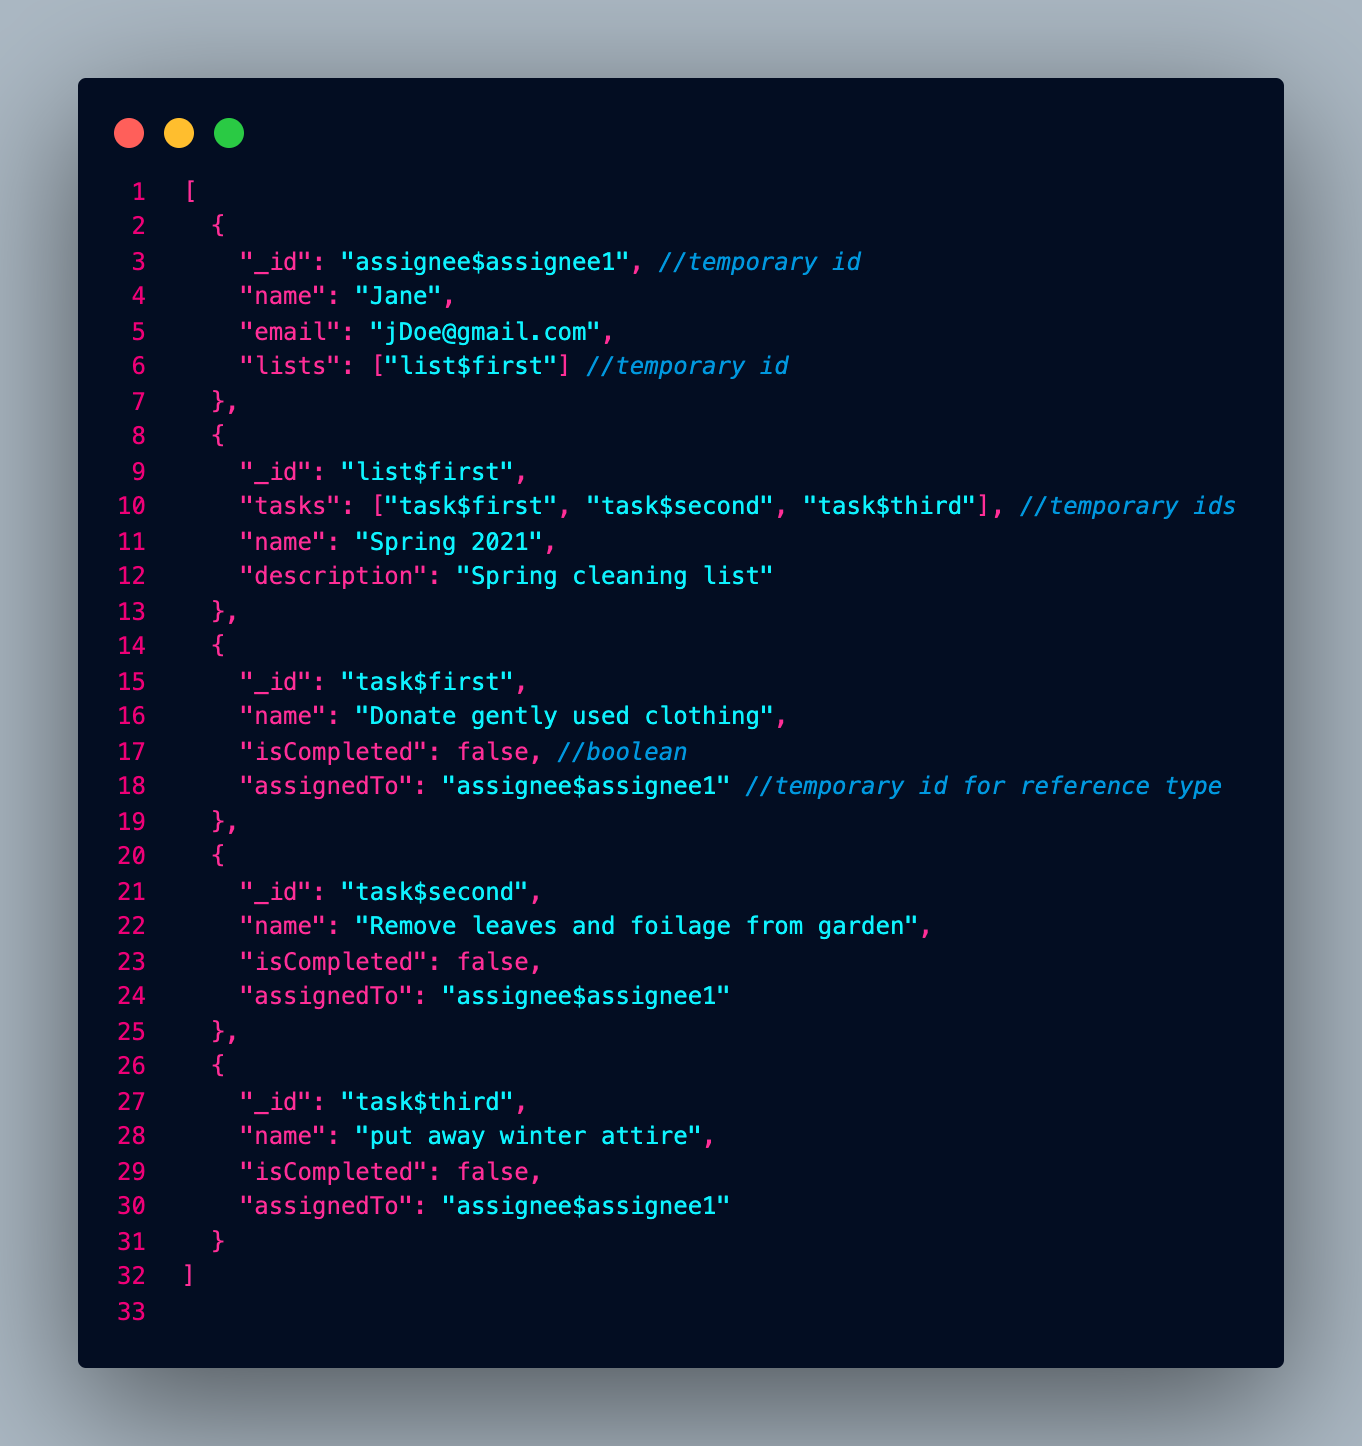 1 [
2   {
3     "_id": "assignee$assignee1", //temporary id
4     "name": "Jane",
5     "email": "jDoe@gmail.com",
6     "lists": ["list$first"] //temporary id
7   },
8   {
9     "_id": "list$first",
10     "tasks": ["task$first", "task$second", "task$third"], //temporary ids
11     "name": "Spring 2021",
12     "description": "Spring cleaning list"
13   },
14   {
15     "_id": "task$first",
16     "name": "Donate gently used clothing",
17     "isCompleted": false, //boolean
18     "assignedTo": "assignee$assignee1" //temporary id for reference type
19   },
20   {
21     "_id": "task$second",
22     "name": "Remove leaves and foilage from garden",
23     "isCompleted": false,
24     "assignedTo": "assignee$assignee1"
25   },
26   {
27     "_id": "task$third",
28     "name": "put away winter attire",
29     "isCompleted": false,
30     "assignedTo": "assignee$assignee1"
31   }
32 ]
33